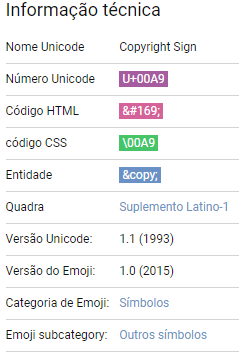 Informação técnica
Nome Unicode Copyright Sign
Número Unicode U+00A9
Código HTML &#169;
código CSS \00A9
Entidade &copy;
Quadra Suplemento Latino-1
Versão Unicode: 1.1 (1993)
Versão do Emoji: 1.0 (2015)
Categoria de Emoji: Símbolos
Emoji subcategory: Outros símbolos